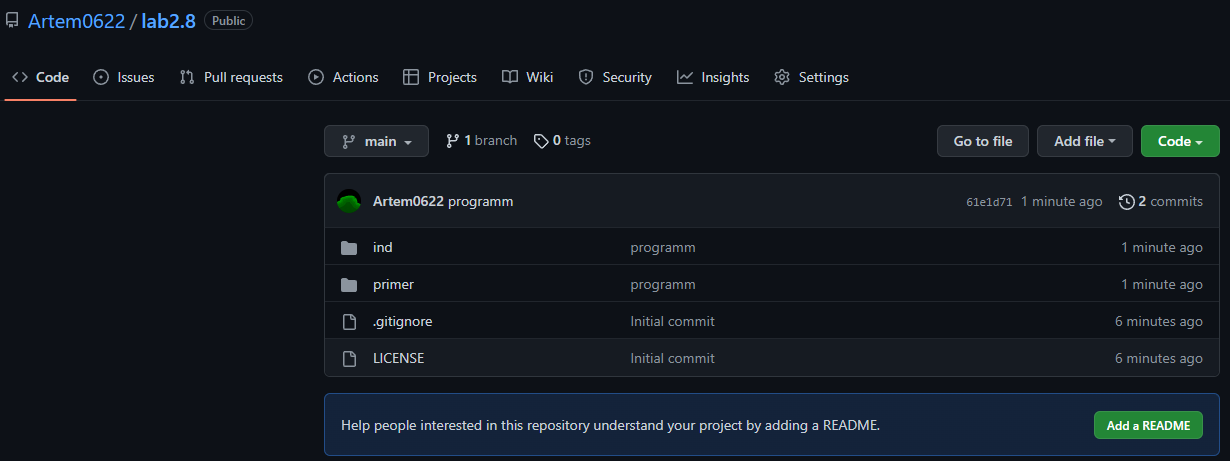 Artem0622 / lab2.8 Public
Code Issues Pull requests Actions Projects Wiki Security Insights Settings
main 1 branch 0 tags Go to file Add file Code
Artem0622 programm 61e1d71 1 minute ago 2 commits
ind programm 1 minute ago
primer programm 1 minute ago
.gitignore Initial commit 6 minutes ago
LICENSE Initial commit 6 minutes ago
Help people interested in this repository understand your project by adding a README. Add a README